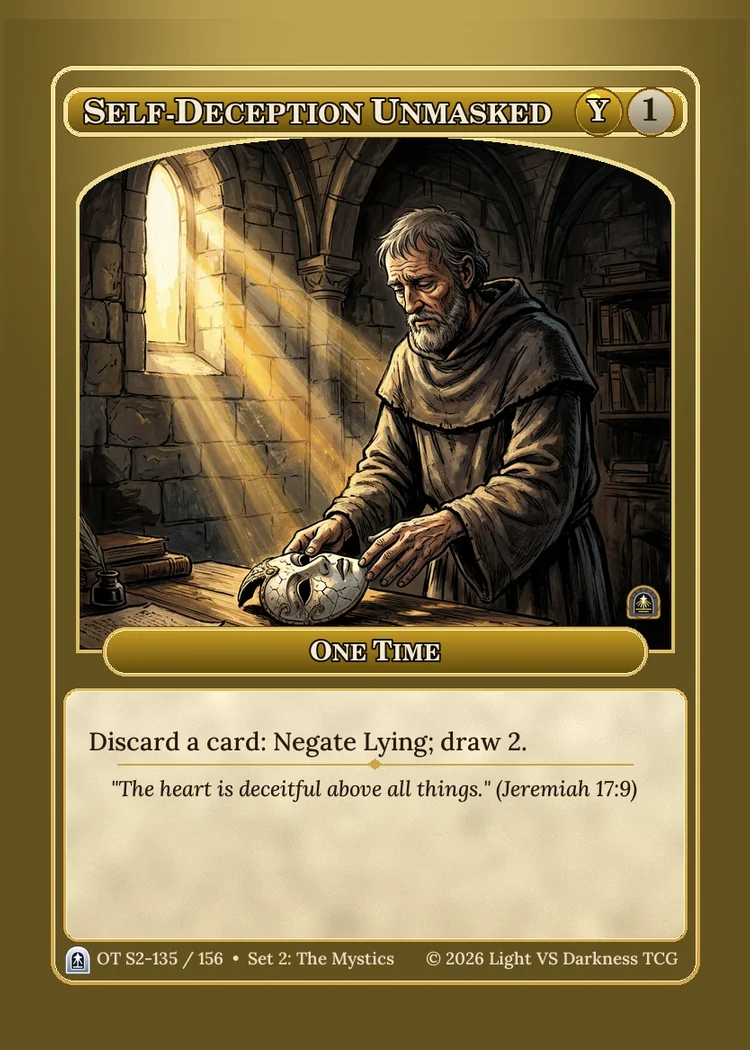 Self-Deception Unmasked Y 1
One Time
Discard a card: Negate Lying; draw 2.
"The heart is deceitful above all things." (Jeremiah 17:9)
OT S2-135 / 156 • Set 2: The Mystics © 2026 Light VS Darkness TCG